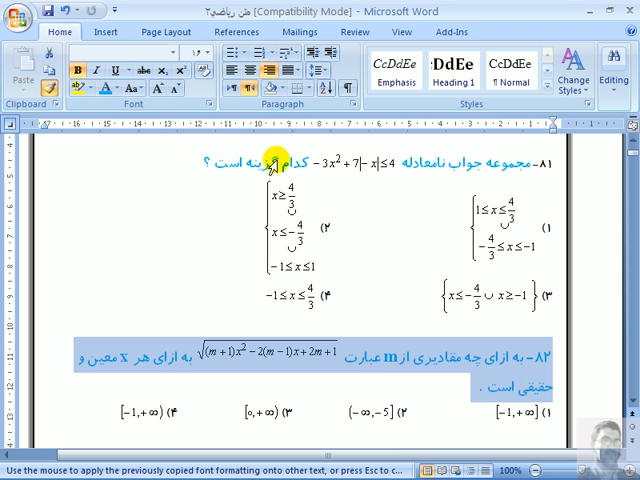 متن رياضي۲ [Compatibility Mode] - Microsoft Word
Home Insert Page Layout References Mailings Review View Add-Ins
Paste
Clipboard
۱۶
Font
Paragraph
CcDdEe Emphasis
DdEe Heading 1
CcDdEe ¶ Normal
Change Styles
Styles
Editing
۸۱- مجموعه جواب نامعادله −3x²+7|−x|≤4 کدام گزینه است ؟
۱) { 1≤x≤4/3 ∪ −4/3≤x≤−1
۲) { x≥4/3 ∪ x≤−4/3 ∪ −1≤x≤1
۳) { x≤−4/3 ∪ x≥−1 }
۴) −1≤x≤4/3
۸۲- به ازای چه مقادیری از m عبارت √((m+1)x²−2(m−1)x+2m+1) به ازای هر x معین و
حقیقی است .
۱) [−1,+∞)
۲) (−∞,−5]
۳) [0,+∞)
۴) [−1,+∞)
Use the mouse to apply the previously copied font formatting onto other text, or press Esc to c...
100%